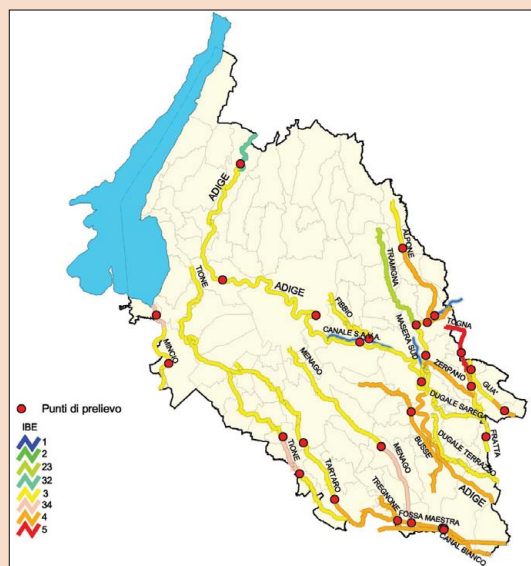 ADIGE
TIONE
ADIGE
ALPONE
TRAMIGNA
FIBBIO
TOGNA
CANALE S.A.V.A.
MASERA SUD
MINCIO
MENAGO
ZERPANO
GUA'
DUGALE SAREGA
FRATTA
BUSSE
DUGALE TERRAZZO
TIONE
MENAGO
ADIGE
TARTARO
TREGNONE
FOSSA MAESTRA
CANAL BIANCO
Punti di prelievo
IBE
1
2
23
32
3
34
4
5